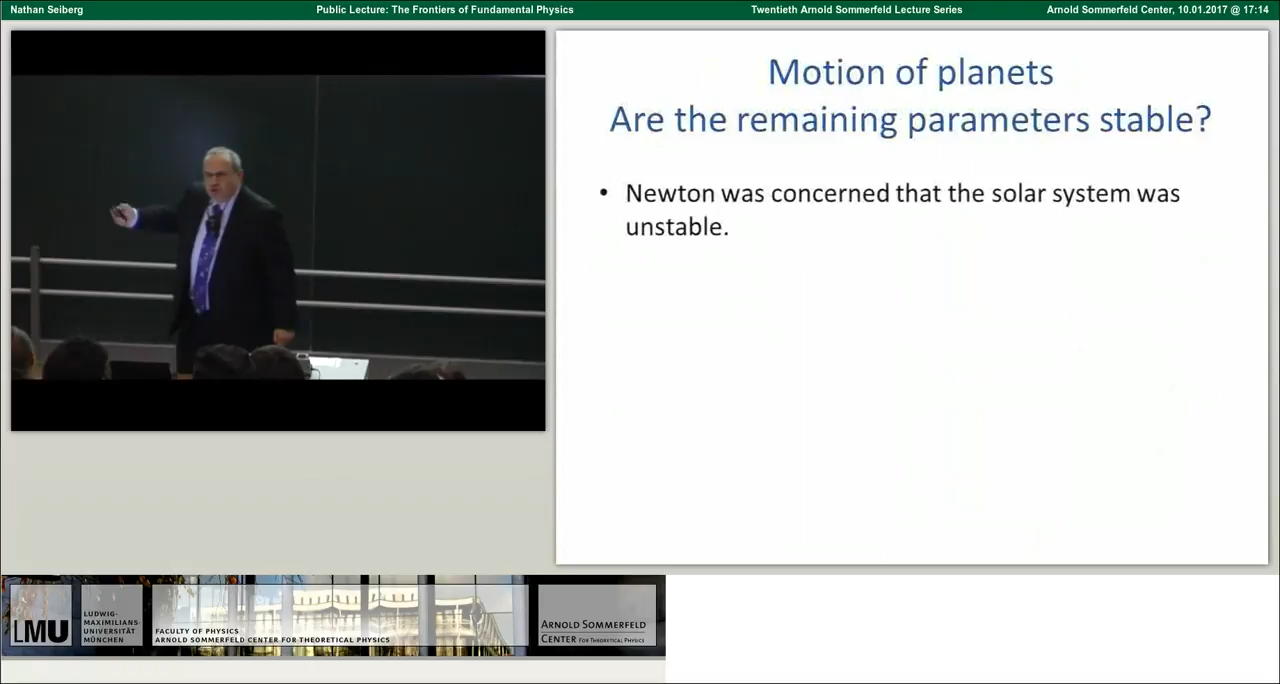 Nathan Seiberg
Public Lecture: The Frontiers of Fundamental Physics
Twentieth Arnold Sommerfeld Lecture Series
Arnold Sommerfeld Center, 10.01.2017 @ 17:14
Motion of planets
Are the remaining parameters stable?
• Newton was concerned that the solar system was
unstable.
LMU
LUDWIG-
MAXIMILIANS-
UNIVERSITÄT
MÜNCHEN
FACULTY OF PHYSICS
ARNOLD SOMMERFELD CENTER FOR THEORETICAL PHYSICS
ARNOLD SOMMERFELD
CENTER FOR THEORETICAL PHYSICS